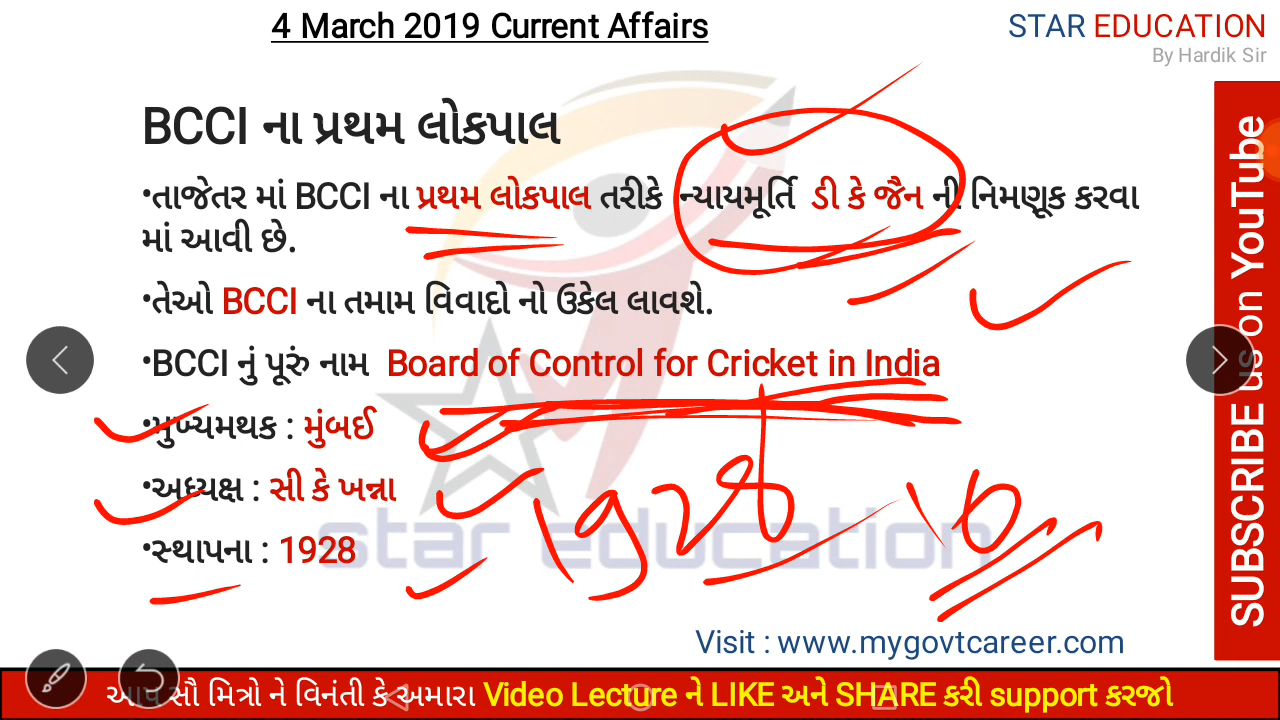 4 March 2019 Current Affairs
STAR EDUCATION
By Hardik Sir
BCCI ના પ્રથમ લોકપાલ
•તાજેતર માં BCCI ના પ્રથમ લોકપાલ તરીકે ન્યાયમૂર્તિ ડી કે જૈન ની નિમણૂક કરવા
માં આવી છે.
•તેઓ BCCI ના તમામ વિવાદો નો ઉકેલ લાવશે.
•BCCI નું પૂરું નામ Board of Control for Cricket in India
•મુખ્યમથક : મુંબઈ
•અધ્યક્ષ : સી કે ખન્ના
•સ્થાપના : 1928
1928
star education
Visit : www.mygovtcareer.com
SUBSCRIBE us on YouTube
આપ સૌ મિત્રો ને વિનંતી કે અમારા Video Lecture ને LIKE અને SHARE કરી support કરજો